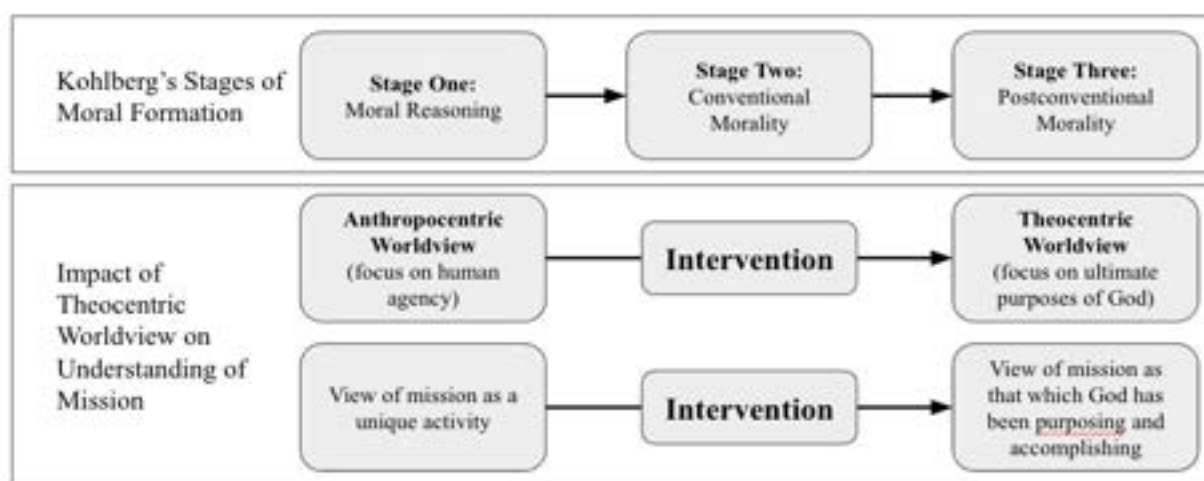 Kohlberg's Stages of
Moral Formation
Stage One:
Moral Reasoning
Stage Two:
Conventional
Morality
Stage Three:
Postconventional
Morality
Impact of
Theocentric
Worldview on
Understanding of
Mission
Anthropocentric
Worldview
(focus on human
agency)
Intervention
Theocentric
Worldview
(focus on ultimate
purposes of God)
View of mission as a
unique activity
Intervention
View of mission as
that which God has
been purposing and
accomplishing